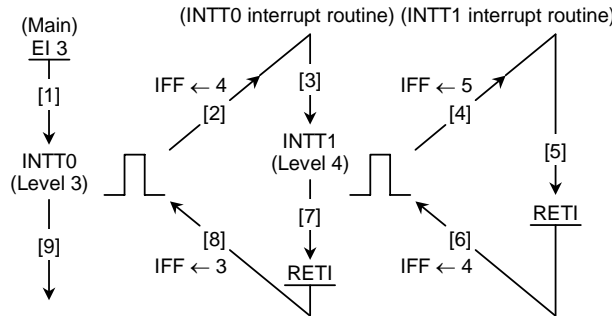 (Main)
EI 3
[1]
INTT0
(Level 3)
[9]
(INTT0 interrupt routine)
IFF ← 4
[2]
[3]
INTT1
(Level 4)
[7]
RETI
[8]
IFF ← 3
(INTT1 interrupt routine)
IFF ← 5
[4]
[5]
RETI
[6]
IFF ← 4